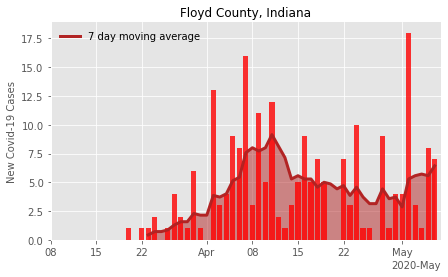 Floyd County, Indiana
7 day moving average
New Covid-19 Cases
17.5
15.0
12.5
10.0
7.5
5.0
2.5
0.0
08 15 22 Apr 08 15 22 May
2020-May